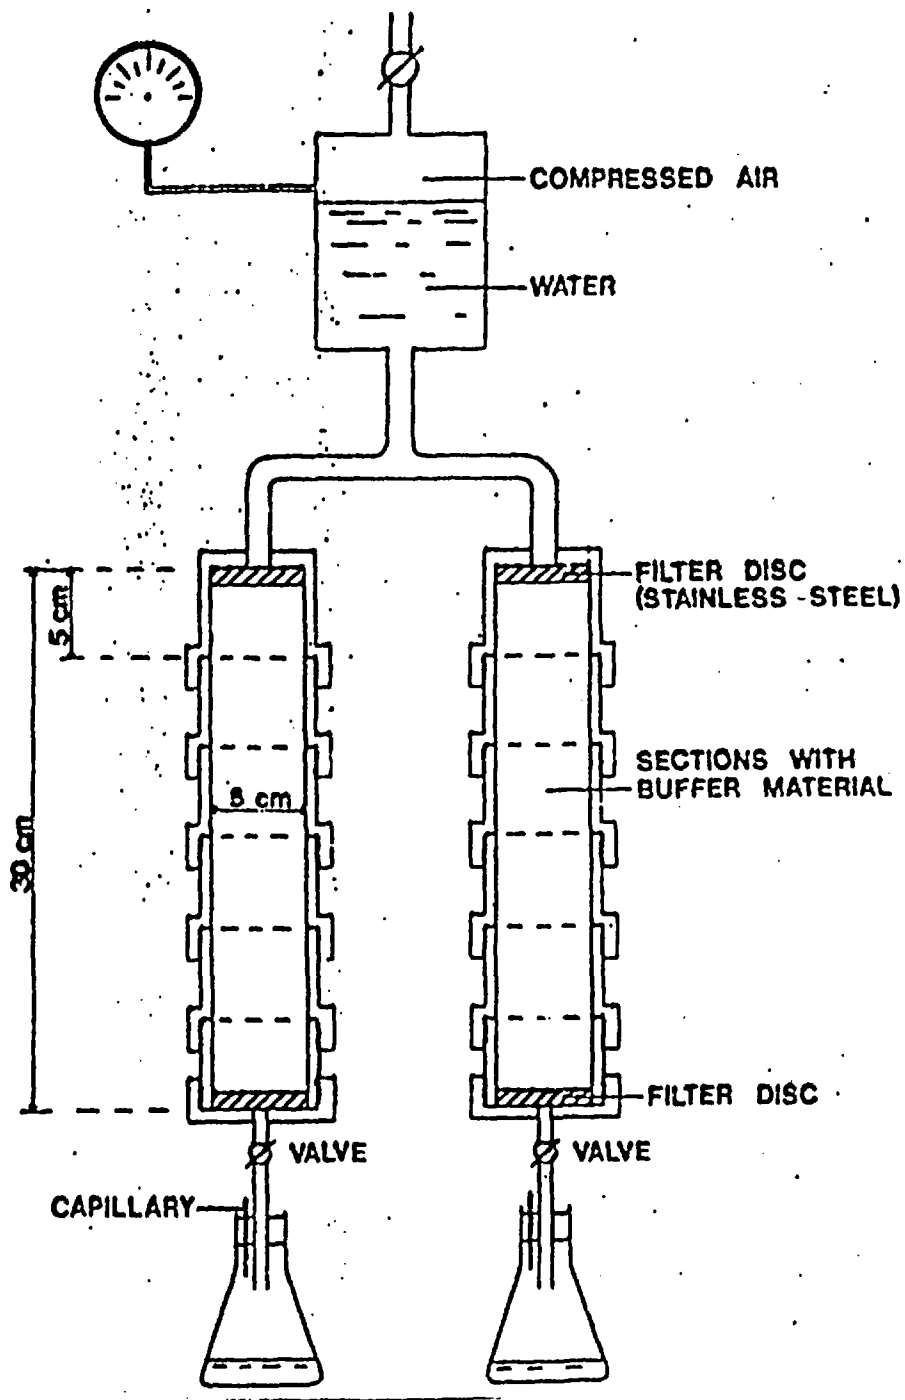 COMPRESSED AIR
WATER
FILTER DISC
(STAINLESS-STEEL)
5 cm
SECTIONS WITH
BUFFER MATERIAL
5 cm
30 cm
FILTER DISC
VALVE
VALVE
CAPILLARY